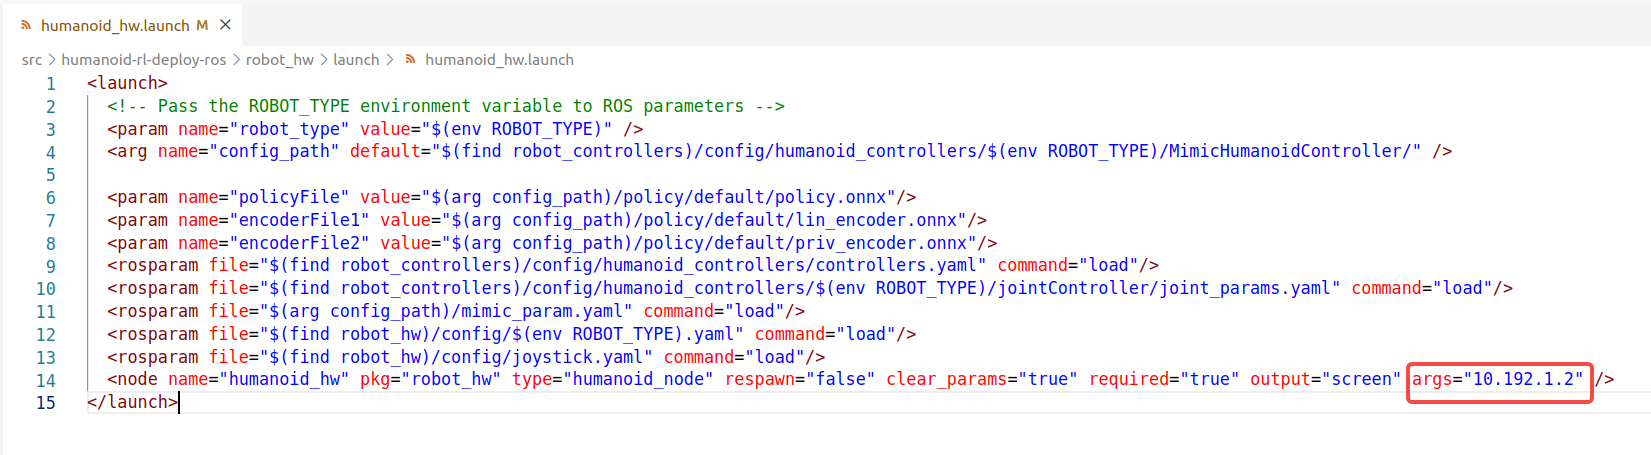 humanoid_hw.launch M ×
src > humanoid-rl-deploy-ros > robot_hw > launch > humanoid_hw.launch
1 <launch>
2 <!-- Pass the ROBOT_TYPE environment variable to ROS parameters -->
3 <param name="robot_type" value="$(env ROBOT_TYPE)" />
4 <arg name="config_path" default="$(find robot_controllers)/config/humanoid_controllers/$(env ROBOT_TYPE)/MimicHumanoidController/" />
5
6 <param name="policyFile" value="$(arg config_path)/policy/default/policy.onnx"/>
7 <param name="encoderFile1" value="$(arg config_path)/policy/default/lin_encoder.onnx"/>
8 <param name="encoderFile2" value="$(arg config_path)/policy/default/priv_encoder.onnx"/>
9 <rosparam file="$(find robot_controllers)/config/humanoid_controllers/controllers.yaml" command="load"/>
10 <rosparam file="$(find robot_controllers)/config/humanoid_controllers/$(env ROBOT_TYPE)/jointController/joint_params.yaml" command="load"/>
11 <rosparam file="$(arg config_path)/mimic_param.yaml" command="load"/>
12 <rosparam file="$(find robot_hw)/config/$(env ROBOT_TYPE).yaml" command="load"/>
13 <rosparam file="$(find robot_hw)/config/joystick.yaml" command="load"/>
14 <node name="humanoid_hw" pkg="robot_hw" type="humanoid_node" respawn="false" clear_params="true" required="true" output="screen" args="10.192.1.2" />
15 </launch>